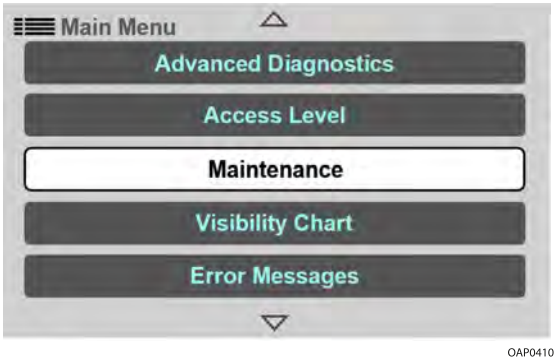 Main Menu
Advanced Diagnostics
Access Level
Maintenance
Visibility Chart
Error Messages
OAP0410